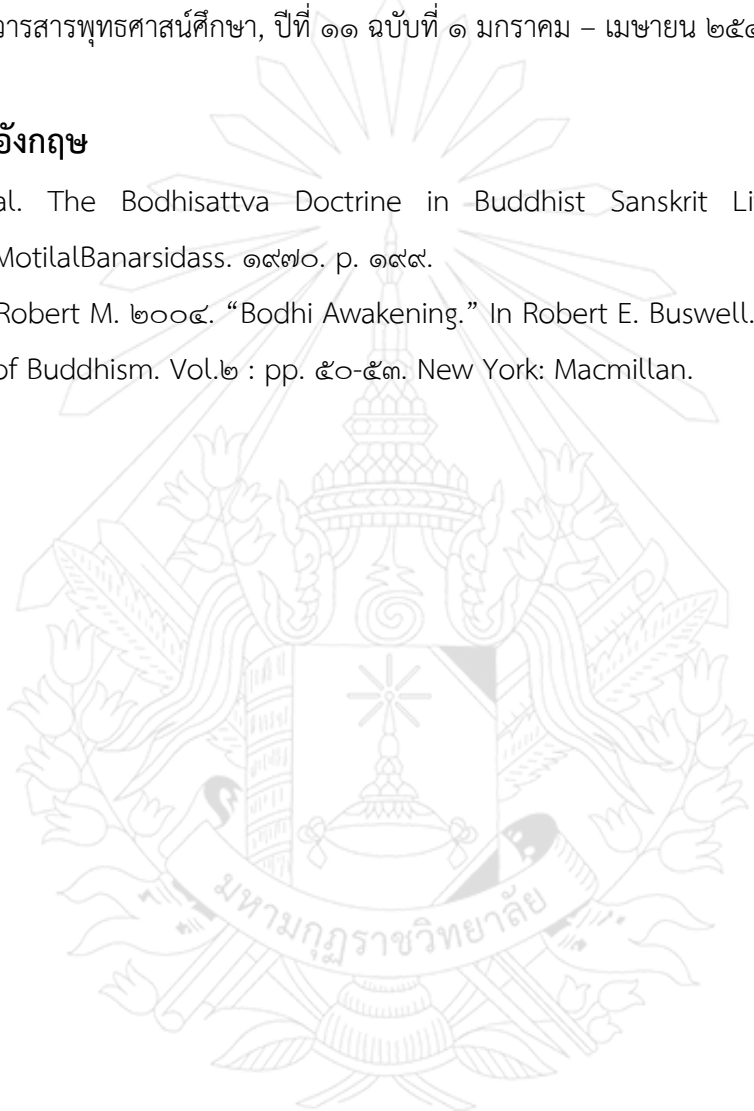 วารสารพุทธศาสน์ศึกษา, ปีที่ ๑๑ ฉบับที่ ๑ มกราคม – เมษายน
อังกฤษ
al. The Bodhisattva Doctrine in Buddhist Sanskrit
MotilalBanarsidass. ๑๙๗๐. p. ๑๙๙.
Robert M. ๒๐๐๔. “Bodhi Awakening.” In Robert E. Buswell.
of Buddhism. Vol.๒ : pp. ๕๐-๕๓. New York: Macmillan.
มหามกุฏราชวิทยาลัย